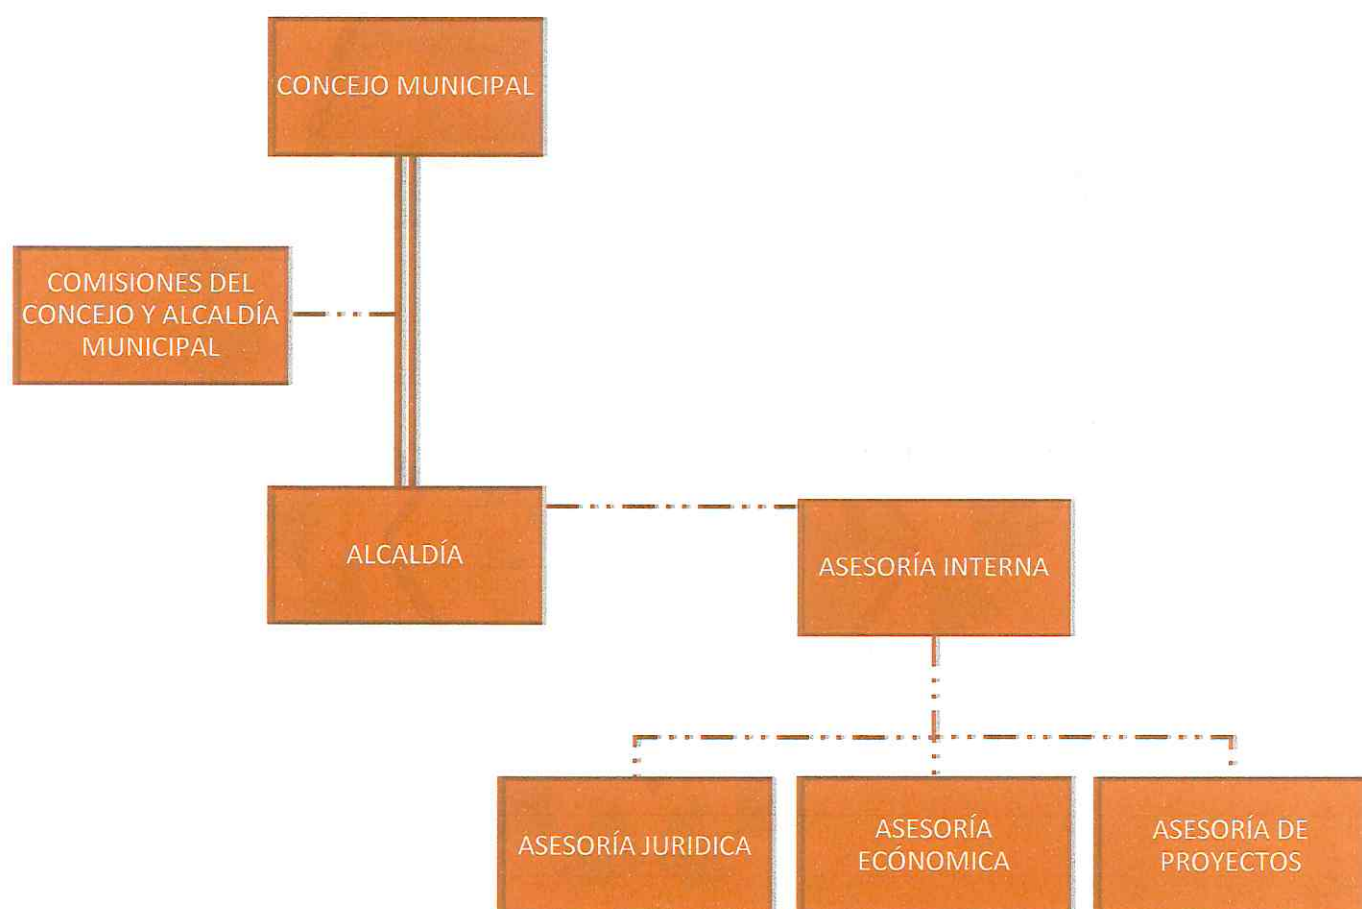 CONCEJO MUNICIPAL
COMISIONES DEL
CONCEJO Y ALCALDÍA
MUNICIPAL
ALCALDÍA
ASESORÍA INTERNA
ASESORÍA JURIDICA
ASESORÍA
ECÓNOMICA
ASESORÍA DE
PROYECTOS